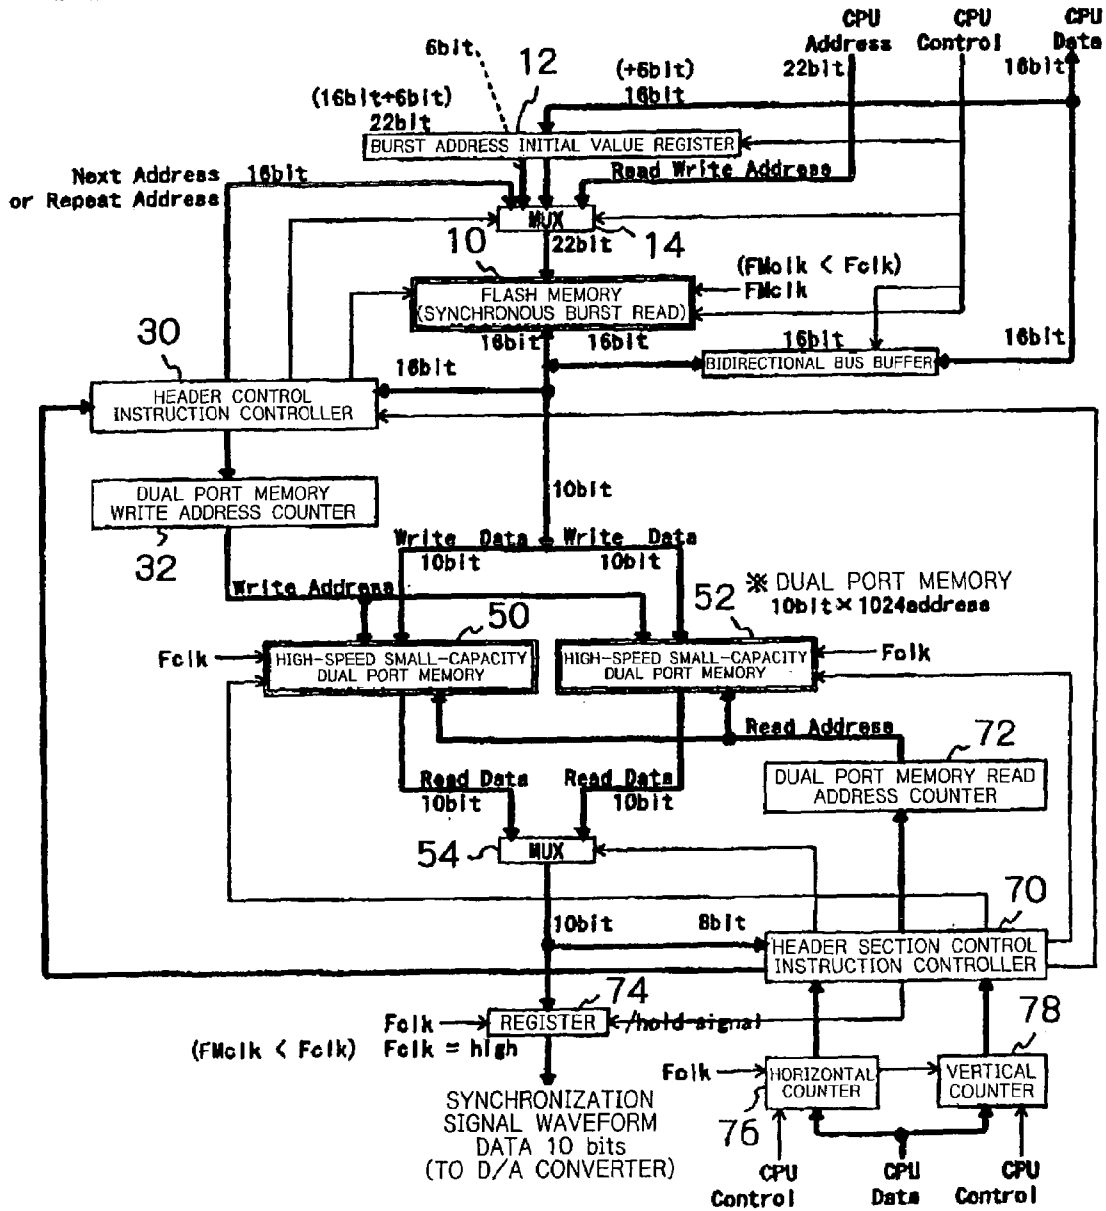 CPU Address 22bit
CPU Control
CPU Data 16bit
6bit
12
(+6bit)
16bit
(16bit+6bit)
22bit
BURST ADDRESS INITIAL VALUE REGISTER
Next Address
or Repeat Address
16bit
Read Write Address
MUX
14
22bit
10
(FMclk < Fclk)
FMclk
FLASH MEMORY
(SYNCHRONOUS BURST READ)
30
16bit
16bit
16bit
16bit
BIDIRECTIONAL BUS BUFFER
16bit
HEADER CONTROL
INSTRUCTION CONTROLLER
DUAL PORT MEMORY
WRITE ADDRESS COUNTER
32
10bit
Write Data
10bit
Write Data
10bit
Write Address
50
52
※ DUAL PORT MEMORY
10bit × 1024address
Fclk
HIGH-SPEED SMALL-CAPACITY
DUAL PORT MEMORY
HIGH-SPEED SMALL-CAPACITY
DUAL PORT MEMORY
Fclk
Read Address
72
Read Data
10bit
Read Data
10bit
DUAL PORT MEMORY READ
ADDRESS COUNTER
54
MUX
10bit
8bit
70
HEADER SECTION CONTROL
INSTRUCTION CONTROLLER
74
Fclk
REGISTER
/hold signal
(FMclk < Fclk) Fclk = high
78
Fclk
HORIZONTAL
COUNTER
VERTICAL
COUNTER
76
SYNCHRONIZATION
SIGNAL WAVEFORM
DATA 10 bits
(TO D/A CONVERTER)
CPU
Control
CPU
Data
CPU
Control